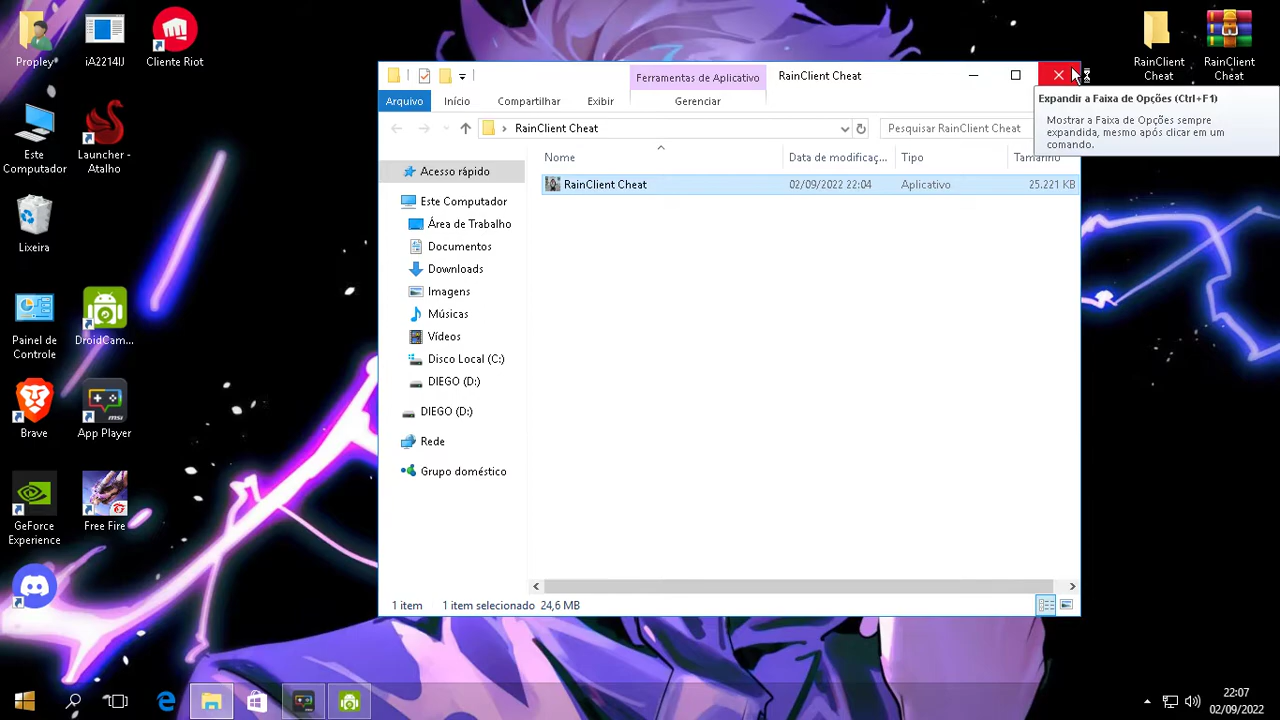 Propley
iA2214IJ
Cliente Riot
Este
Computador
Launcher -
Atalho
Lixeira
Painel de
Controle
DroidCam...
Brave
App Player
msi
GeForce
Experience
Free Fire
RainClient
Cheat
RainClient
Cheat
Ferramentas de Aplicativo
RainClient Cheat
Arquivo
Início
Compartilhar
Exibir
Gerenciar
Expandir a Faixa de Opções (Ctrl+F1)
Mostrar a Faixa de Opções sempre
expandida, mesmo após clicar em um
comando.
RainClient Cheat
Pesquisar RainClient Cheat
Nome
Data de modificaç...
Tipo
Tamanho
RainClient Cheat
02/09/2022 22:04
Aplicativo
25.221 KB
Acesso rápido
Este Computador
Área de Trabalho
Documentos
Downloads
Imagens
Músicas
Vídeos
Disco Local (C:)
DIEGO (D:)
DIEGO (D:)
Rede
Grupo doméstico
1 item
1 item selecionado 24,6 MB
22:07
02/09/2022